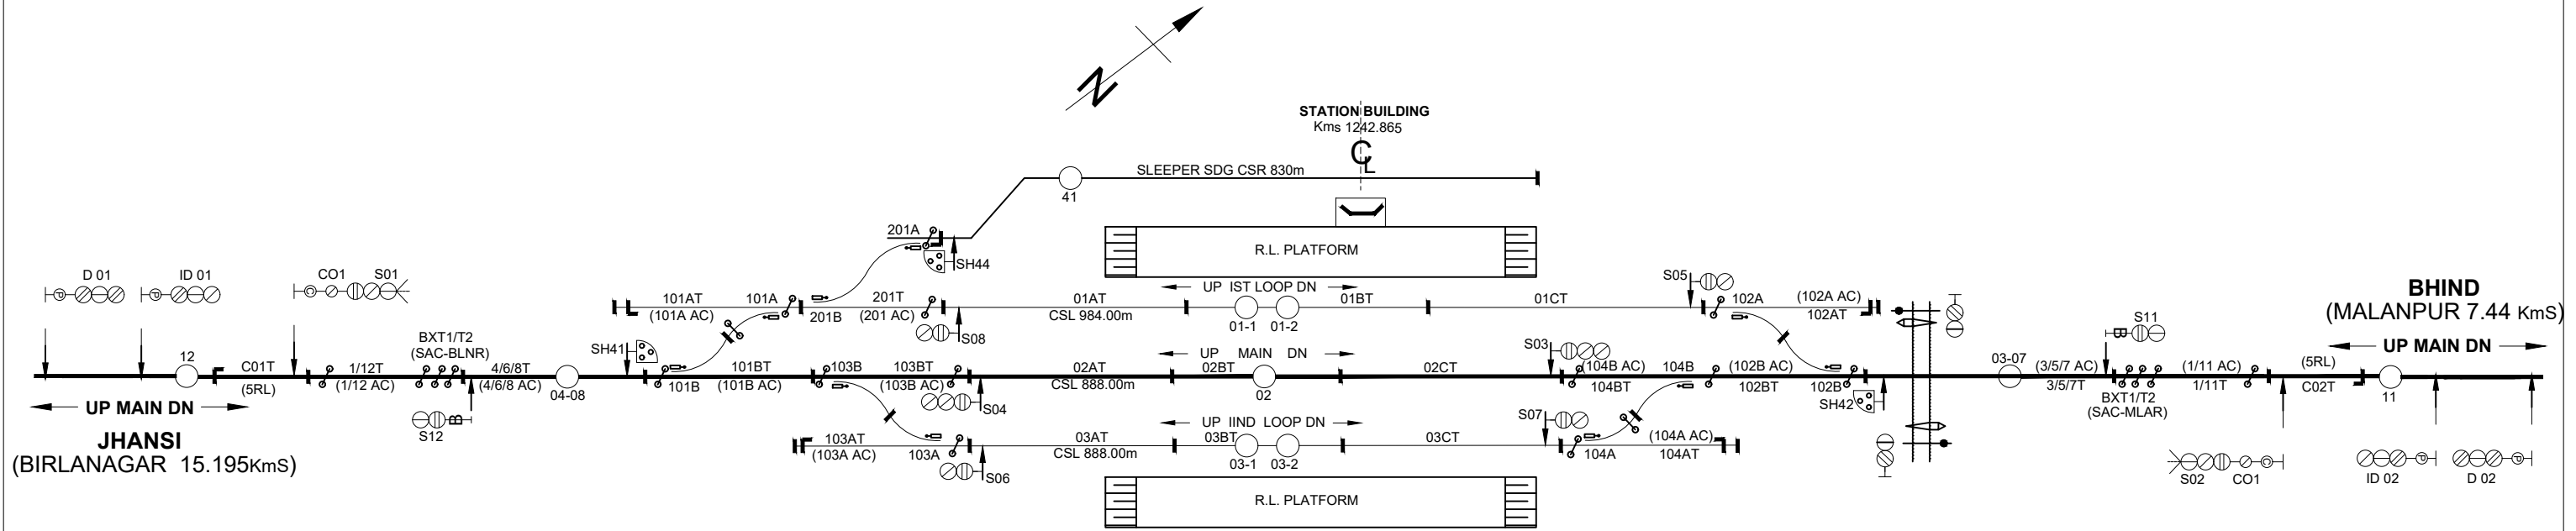 N
STATION BUILDING
Kms 1242.865
CL
SLEEPER SDG CSR 830m
41
201A
R.L. PLATFORM
SH44
D 01
ID 01
CO1
S01
S05
BHIND
(MALANPUR 7.44 KmS)
UP IST LOOP DN
101AT
(101A AC)
101A
201B
201T
(201 AC)
01AT
CSL 984.00m
01-1
01-2
01BT
01CT
102A
(102A AC)
102AT
S08
BXT1/T2
(SAC-BLNR)
SH41
UP MAIN DN
S03
S11
UP MAIN DN
12
C01T
(5RL)
1/12T
(1/12 AC)
4/6/8T
(4/6/8 AC)
04-08
101B
101BT
(101B AC)
103B
103BT
(103B AC)
02AT
CSL 888.00m
02BT
02
02CT
(104B AC)
104BT
104B
(102B AC)
102BT
102B
03-07
(3/5/7 AC)
3/5/7T
(1/11 AC)
1/11T
(5RL)
C02T
11
UP MAIN DN
B
S12
S04
SH42
B
BXT1/T2
(SAC-MLAR)
JHANSI
(BIRLANAGAR 15.195KmS)
UP IIND LOOP DN
S07
103AT
(103A AC)
103A
03AT
CSL 888.00m
03BT
03-1
03-2
03CT
104A
(104A AC)
104AT
S06
R.L. PLATFORM
S02
CO1
ID 02
D 02
P
P
C
C
P
P